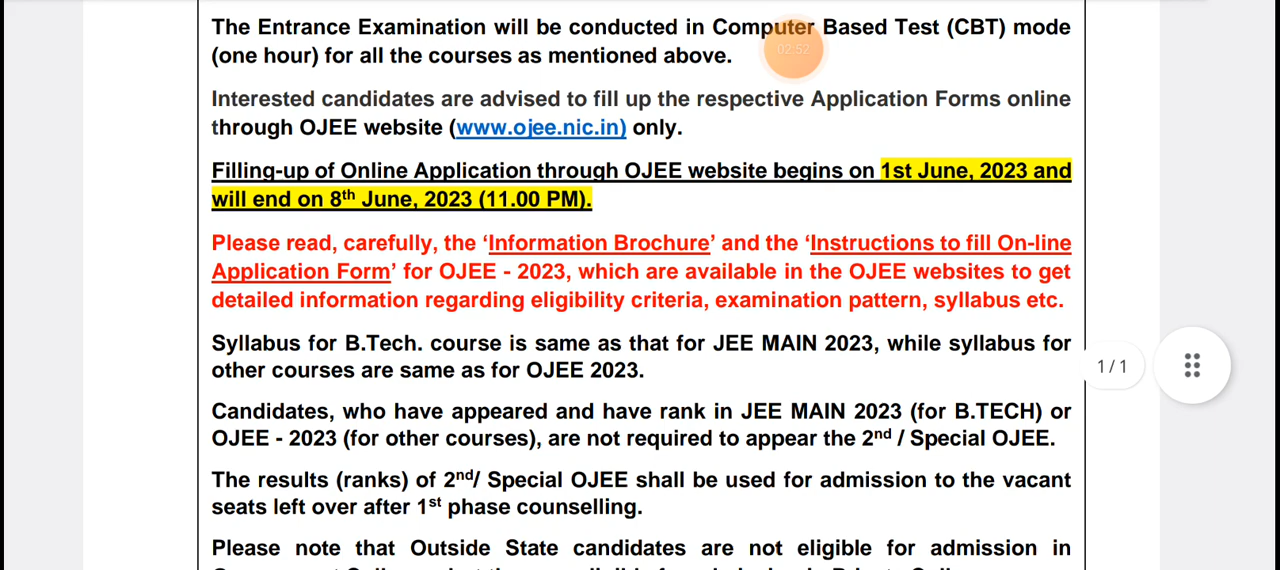 The Entrance Examination will be conducted in Computer Based Test (CBT) mode
(one hour) for all the courses as mentioned above.
02:52
Interested candidates are advised to fill up the respective Application Forms online
through OJEE website (www.ojee.nic.in) only.
Filling-up of Online Application through OJEE website begins on 1st June, 2023 and
will end on 8th June, 2023 (11.00 PM).
Please read, carefully, the ‘Information Brochure’ and the ‘Instructions to fill On-line
Application Form’ for OJEE - 2023, which are available in the OJEE websites to get
detailed information regarding eligibility criteria, examination pattern, syllabus etc.
Syllabus for B.Tech. course is same as that for JEE MAIN 2023, while syllabus for
other courses are same as for OJEE 2023.
1 / 1
Candidates, who have appeared and have rank in JEE MAIN 2023 (for B.TECH) or
OJEE - 2023 (for other courses), are not required to appear the 2nd / Special OJEE.
The results (ranks) of 2nd/ Special OJEE shall be used for admission to the vacant
seats left over after 1st phase counselling.
Please note that Outside State candidates are not eligible for admission in